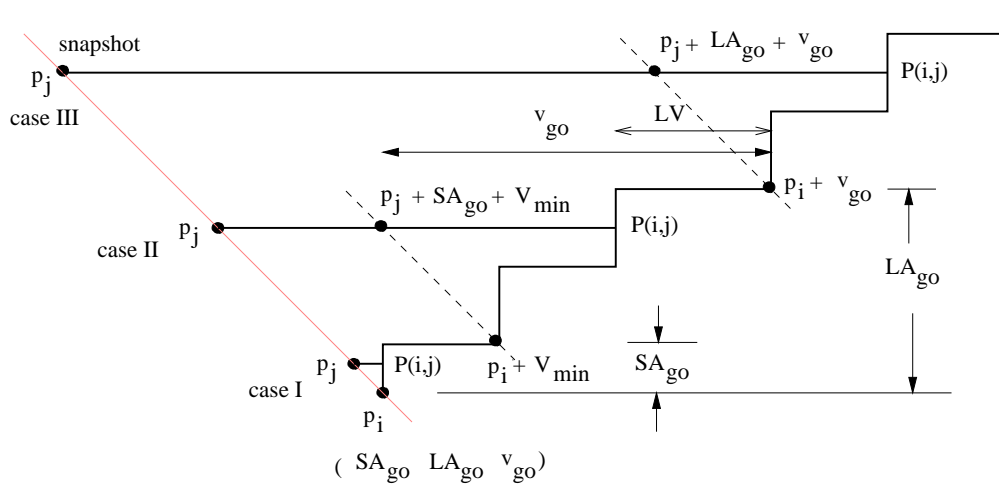 snapshot
p_j + LA_go + v_go
p_j
P(i,j)
case III
v_go
LV
p_j + SA_go + V_min
p_i + v_go
p_j
P(i,j)
case II
LA_go
p_j
P(i,j)
p_i + V_min
SA_go
case I
p_i
( SA_go LA_go v_go )